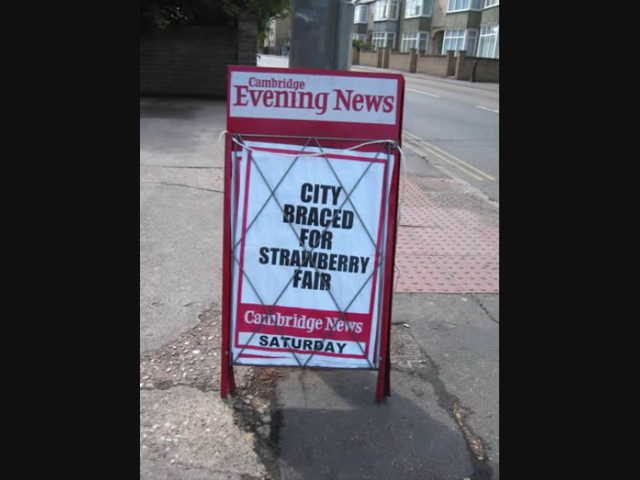 Cambridge
Evening News
CITY
BRACED
FOR
STRAWBERRY
FAIR
Cambridge News
SATURDAY